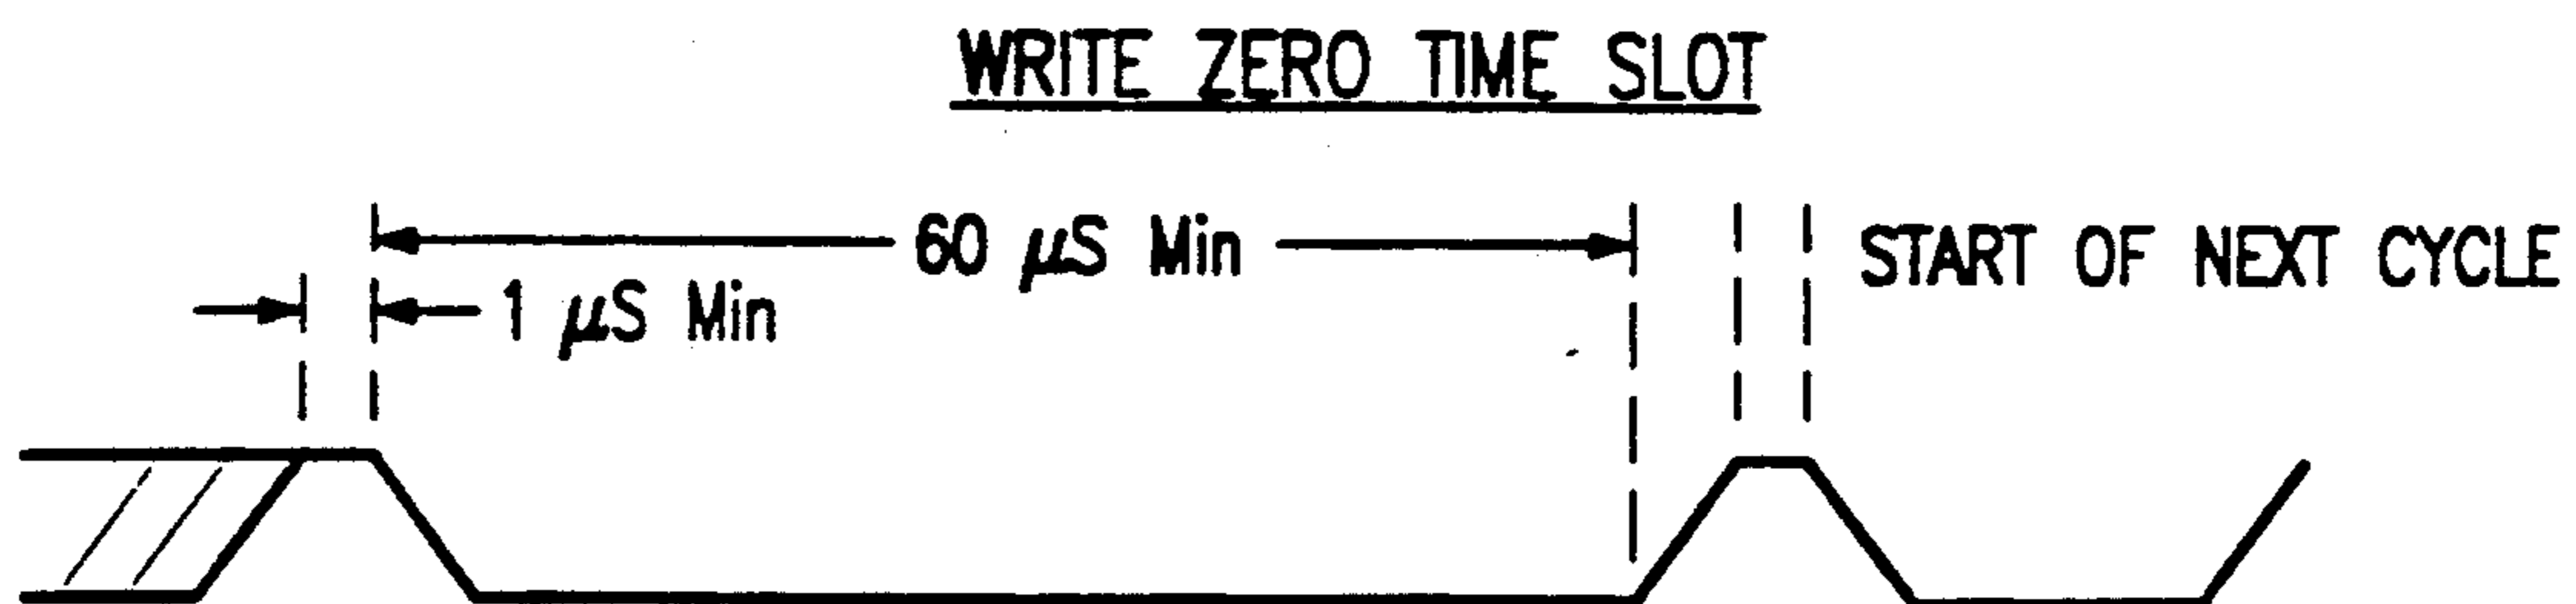 WRITE ZERO TIME SLOT
60 µS Min
START OF NEXT CYCLE
1 µS Min